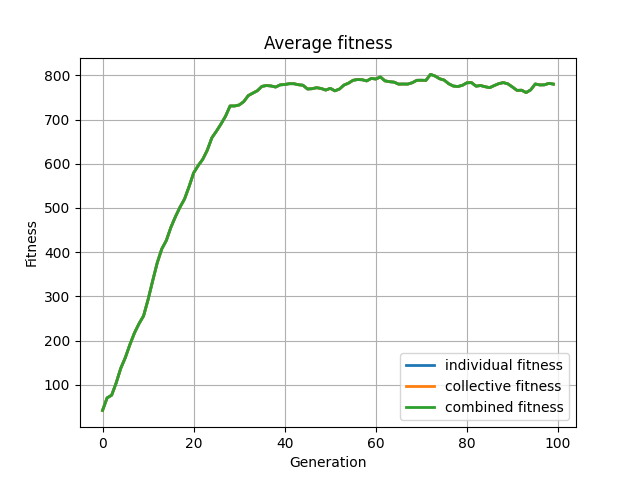 Average fitness
Fitness
800
700
600
500
400
300
200
100
0 20 40 60 80 100
Generation
individual fitness
collective fitness
combined fitness